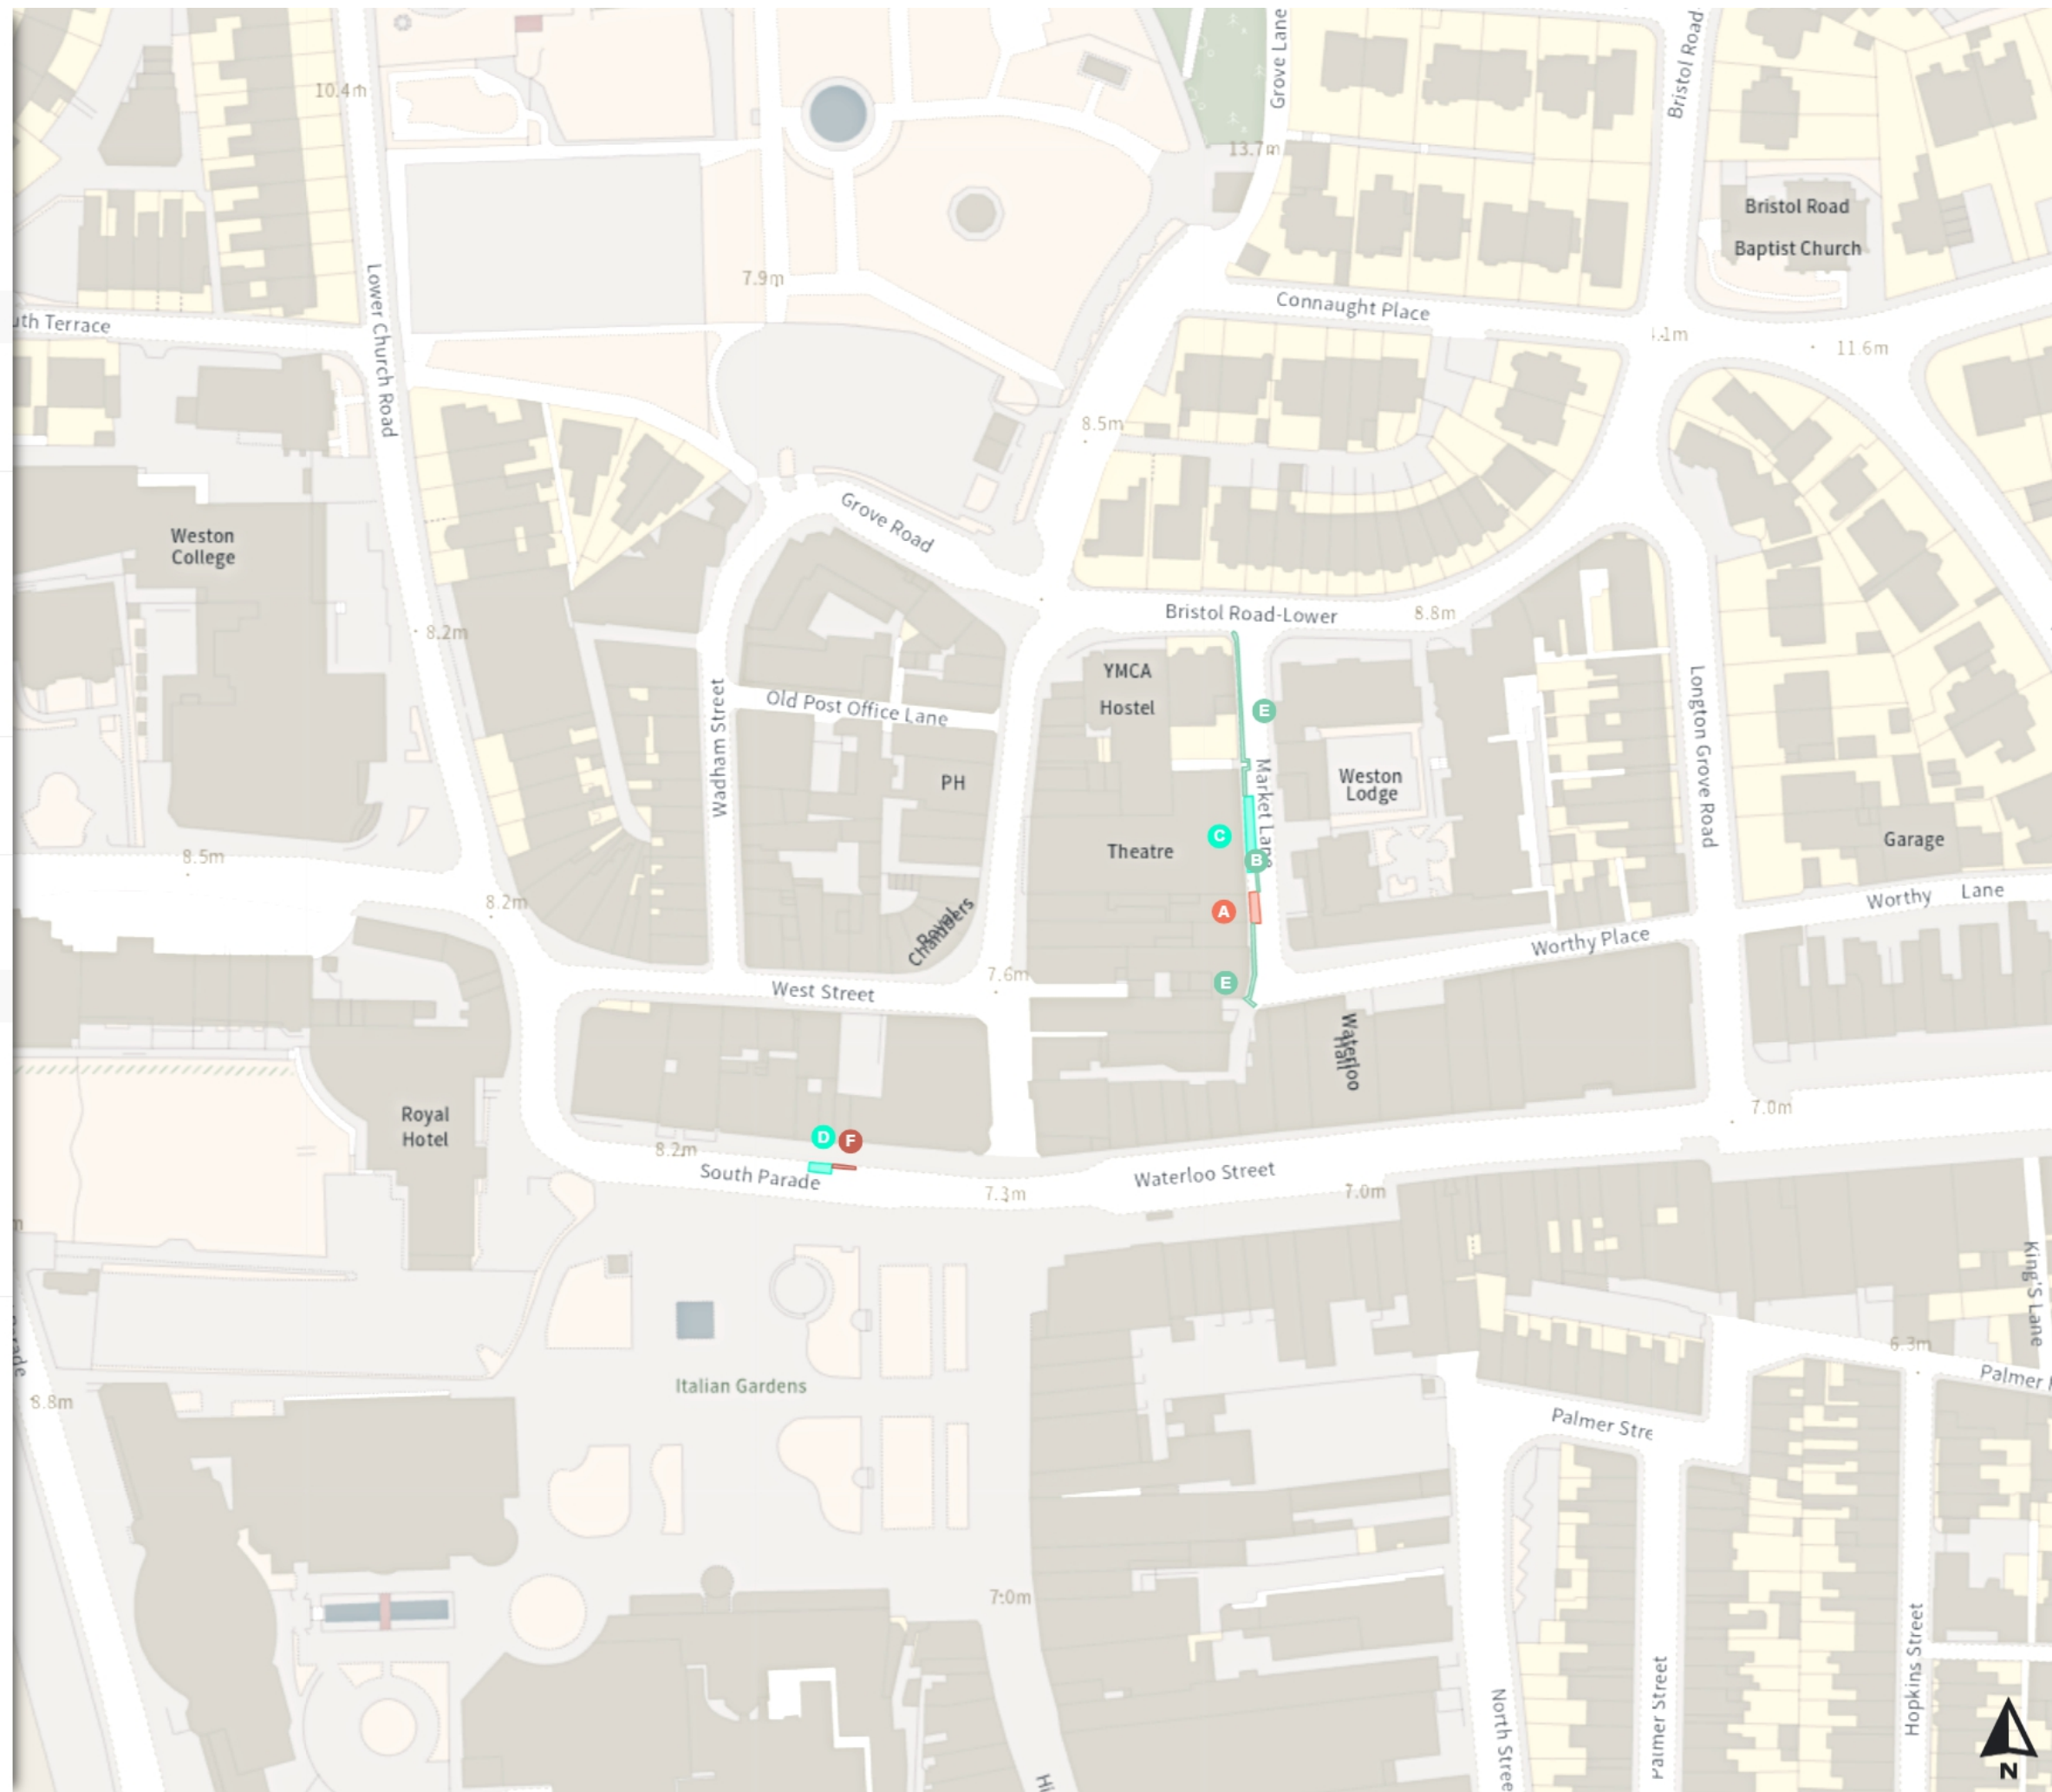 Grove Lane
Bristol Road
10.4m
13.7m
Bristol Road
Baptist Church
7.9m
Lower Church Road
uth Terrace
Connaught Place
11.6m
8.5m
Weston
College
Grove Road
Bristol Road-Lower
8.8m
8.2m
YMCA
Hostel
E
Longton Grove Road
Old Post Office Lane
Wadham Street
PH
Market Lane
Weston
Lodge
C
Theatre
B
Garage
8.5m
8.2m
A
Royal
Chambers
Worthy Lane
Worthy Place
7.6m
E
West Street
Waterloo
Hall
Royal
Hotel
7.0m
D
F
8.2m
South Parade
Waterloo Street
7.3m
7.0m
King'S Lane
6.3m
Palmer
Italian Gardens
8.8m
Palmer Stre
7.0m
Hopkins Street
Palmer Street
North Stree
N